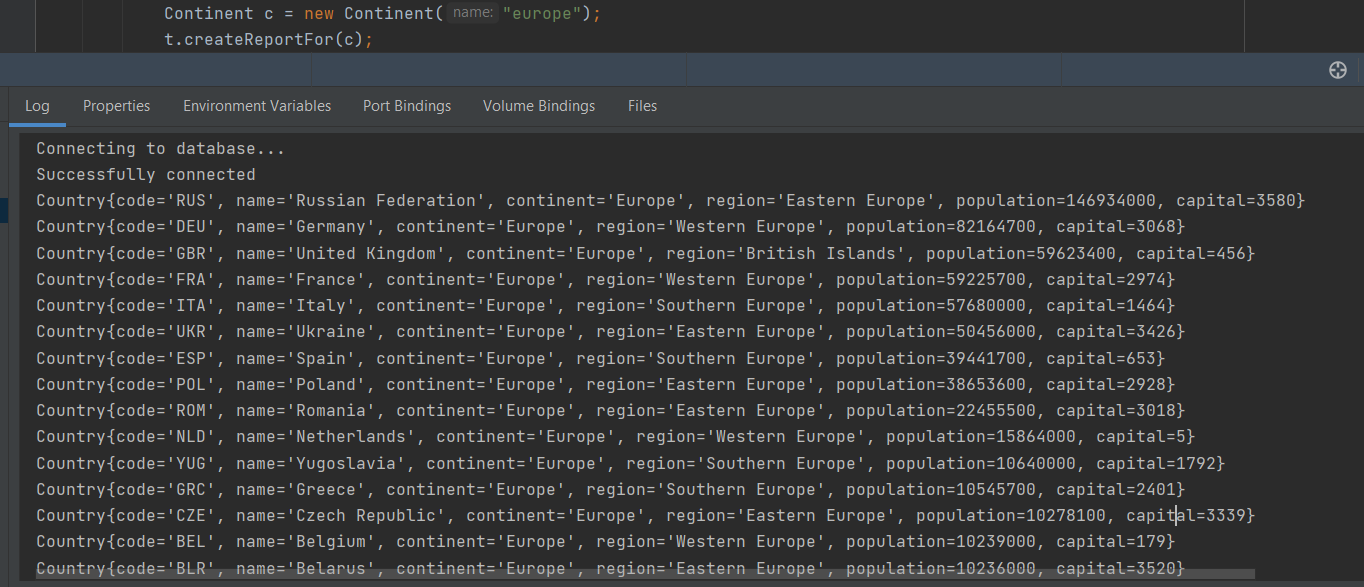 Continent c = new Continent( name: "europe");
t.createReportFor(c);
Log Properties Environment Variables Port Bindings Volume Bindings Files
Connecting to database...
Successfully connected
Country{code='RUS', name='Russian Federation', continent='Europe', region='Eastern Europe', population=146934000, capital=3580}
Country{code='DEU', name='Germany', continent='Europe', region='Western Europe', population=82164700, capital=3068}
Country{code='GBR', name='United Kingdom', continent='Europe', region='British Islands', population=59623400, capital=456}
Country{code='FRA', name='France', continent='Europe', region='Western Europe', population=59225700, capital=2974}
Country{code='ITA', name='Italy', continent='Europe', region='Southern Europe', population=57680000, capital=1464}
Country{code='UKR', name='Ukraine', continent='Europe', region='Eastern Europe', population=50456000, capital=3426}
Country{code='ESP', name='Spain', continent='Europe', region='Southern Europe', population=39441700, capital=653}
Country{code='POL', name='Poland', continent='Europe', region='Eastern Europe', population=38653600, capital=2928}
Country{code='ROM', name='Romania', continent='Europe', region='Eastern Europe', population=22455500, capital=3018}
Country{code='NLD', name='Netherlands', continent='Europe', region='Western Europe', population=15864000, capital=5}
Country{code='YUG', name='Yugoslavia', continent='Europe', region='Southern Europe', population=10640000, capital=1792}
Country{code='GRC', name='Greece', continent='Europe', region='Southern Europe', population=10545700, capital=2401}
Country{code='CZE', name='Czech Republic', continent='Europe', region='Eastern Europe', population=10278100, capital=3339}
Country{code='BEL', name='Belgium', continent='Europe', region='Western Europe', population=10239000, capital=179}
Country{code='BLR', name='Belarus', continent='Europe', region='Eastern Europe', population=10236000, capital=3520}